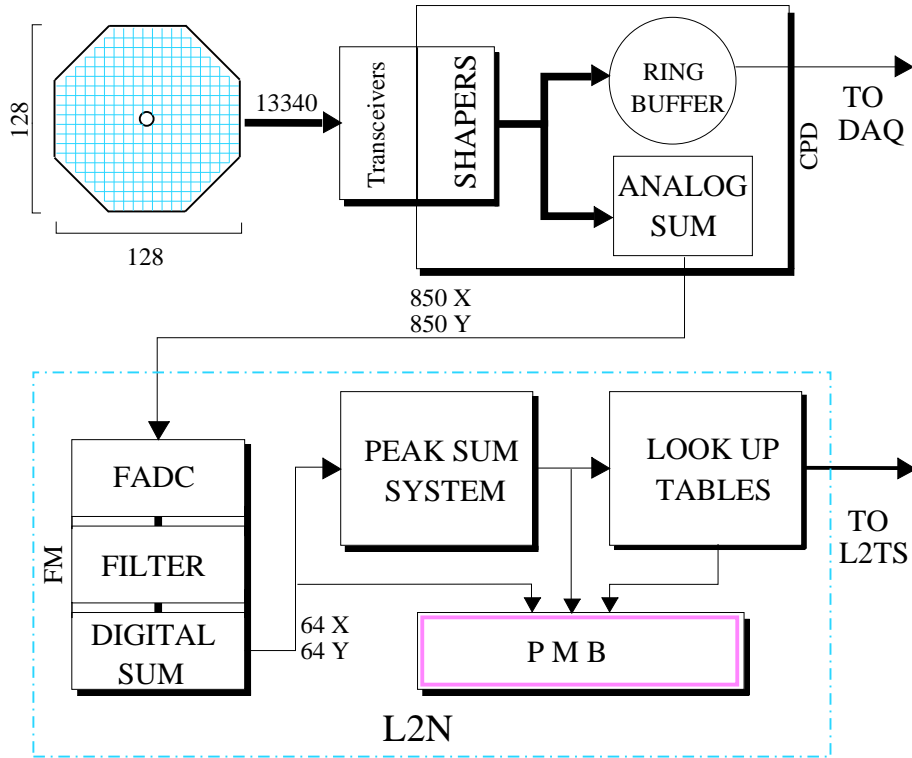 128
128
13340
Transceivers
SHAPERS
RING
BUFFER
ANALOG
SUM
CPD
TO
DAQ
850 X
850 Y
FADC
FILTER
DIGITAL
SUM
FM
64 X
64 Y
PEAK SUM
SYSTEM
LOOK UP
TABLES
P M B
TO
L2TS
L2N